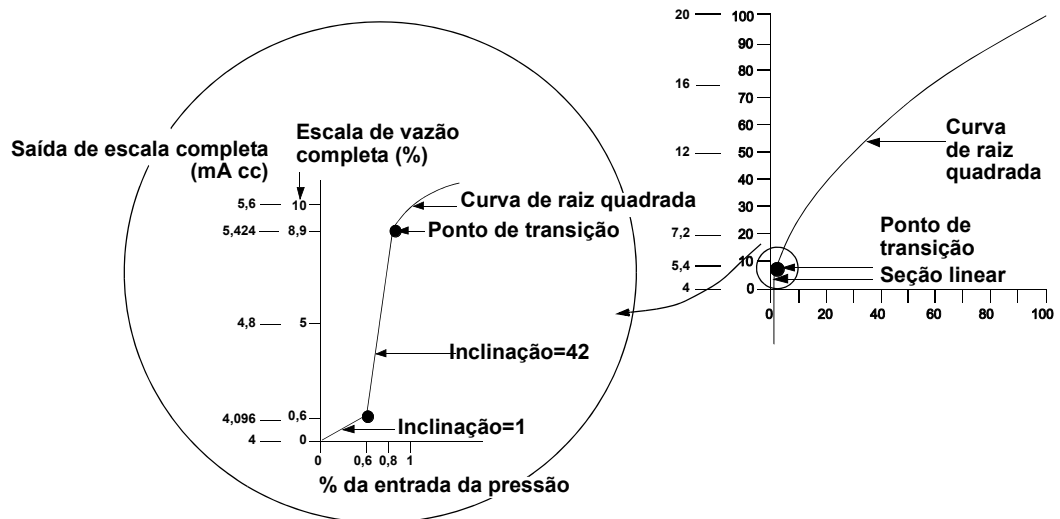 Saída de escala completa
(mA cc)
Escala de vazão
completa (%)
5,6
10
5,424
8,9
4,8
5
4,096
0,6
4
0
0
0,6
0,8
1
% da entrada da pressão
Curva de raiz quadrada
Ponto de transição
Inclinação=42
Inclinação=1
20
100
90
16
80
70
60
12
50
40
30
7,2
20
5,4
10
4
0
0
20
40
60
80
100
Curva
de raiz
quadrada
Ponto de
transição
Seção linear